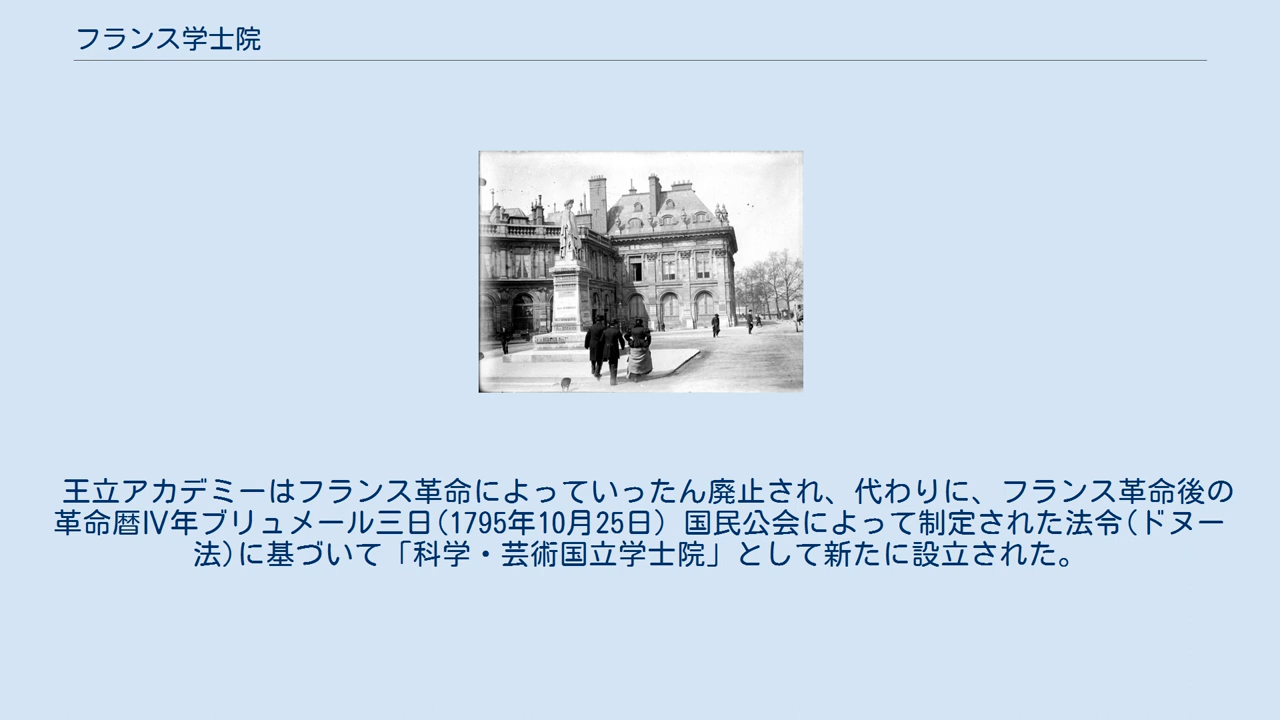 フランス学士院
王立アカデミーはフランス革命によっていったん廃止され、代わりに、フランス革命後の
革命暦IV年ブリュメール三日(1795年10月25日) 国民公会によって制定された法令(ドヌー
法)に基づいて「科学・芸術国立学士院」として新たに設立された。